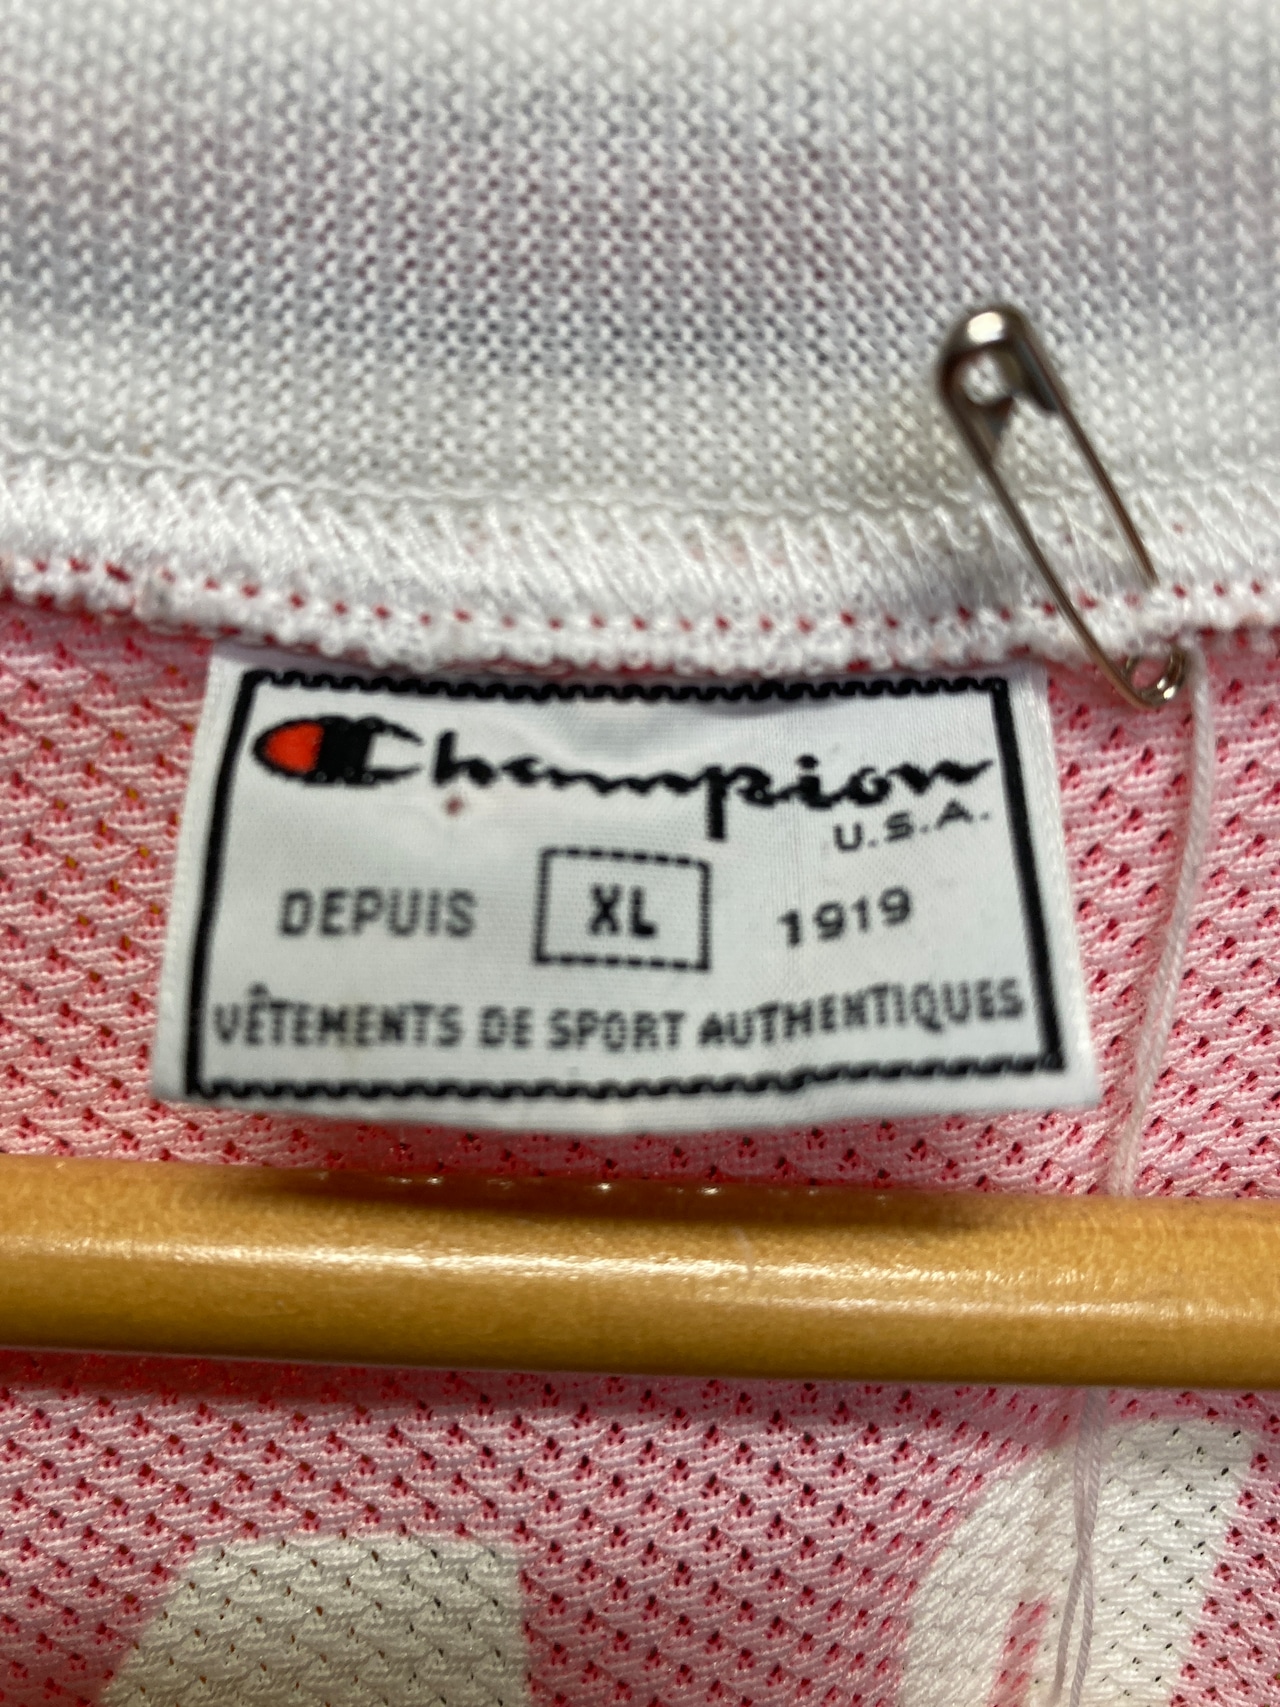 Champion
U.S.A.
DEPUIS XL 1919
VÊTEMENTS DE SPORT AUTHENTIQUES